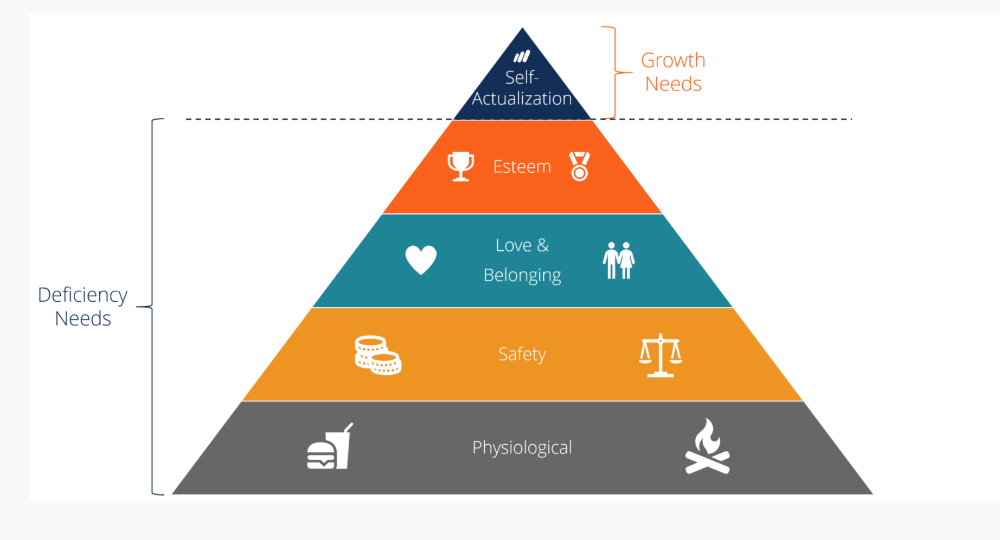 Self-
Actualization
Growth
Needs
Esteem
Love &
Belonging
Deficiency
Needs
Safety
Physiological